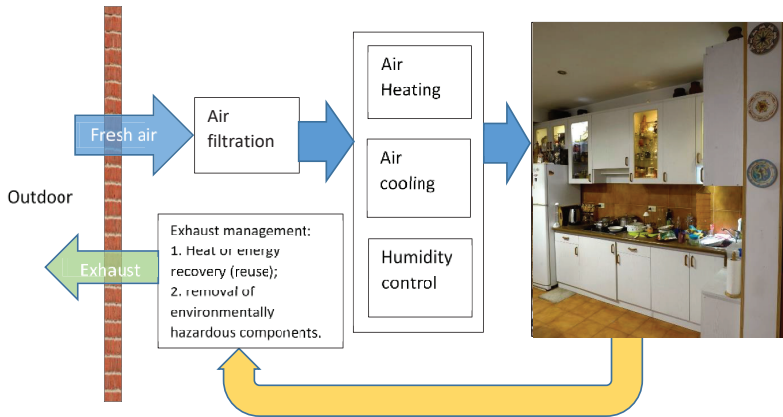 Fresh air
Air
filtration
Air
Heating
Air
cooling
Humidity
control
Outdoor
Exhaust
Exhaust management:
1. Heat or energy
recovery (reuse);
2. removal of
environmentally
hazardous components.